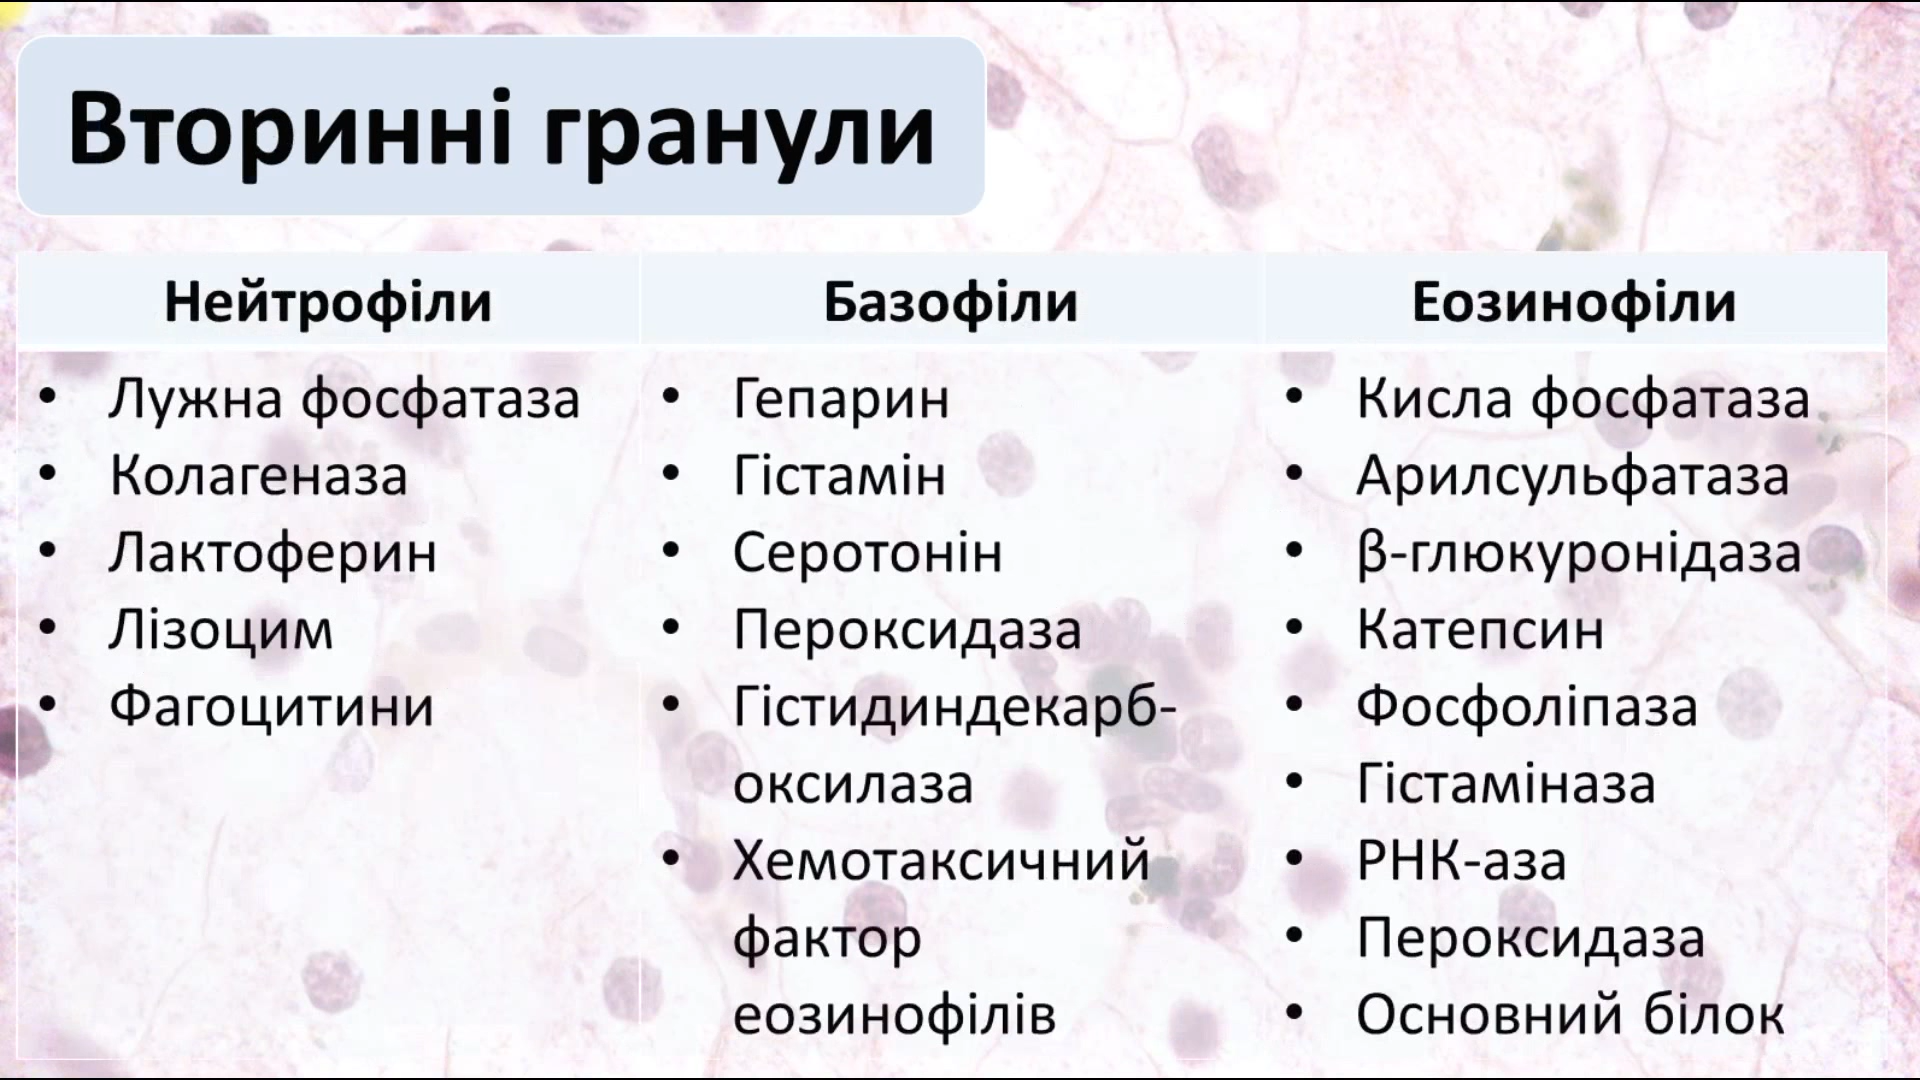 Вторинні гранули
Нейтрофіли
Базофіли
Еозинофіли
• Лужна фосфатаза
• Колагеназа
• Лактоферин
• Лізоцим
• Фагоцитини
• Гепарин
• Гістамін
• Серотонін
• Пероксидаза
• Гістидиндекарб-
оксилаза
• Хемотаксичний
фактор
еозинофілів
• Кисла фосфатаза
• Арилсульфатаза
• β-глюкуронідаза
• Катепсин
• Фосфоліпаза
• Гістаміназа
• РНК-аза
• Пероксидаза
• Основний білок